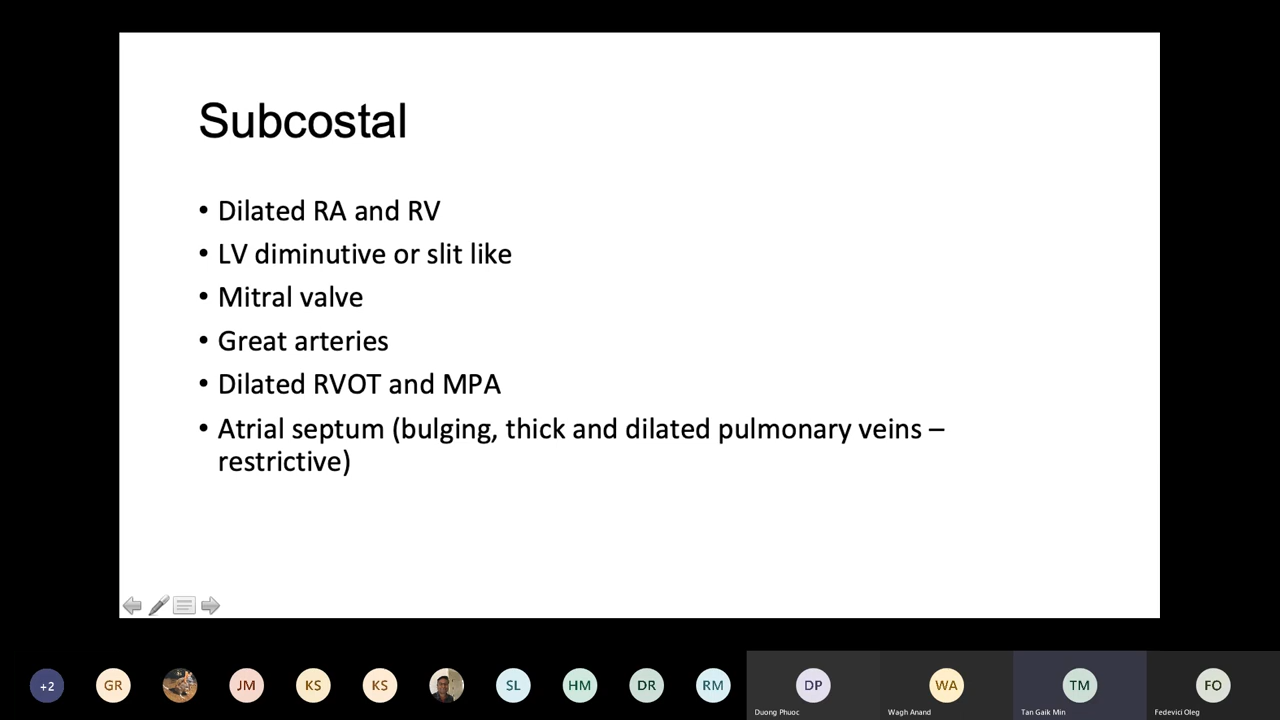 Subcostal
• Dilated RA and RV
• LV diminutive or slit like
• Mitral valve
• Great arteries
• Dilated RVOT and MPA
• Atrial septum (bulging, thick and dilated pulmonary veins –
restrictive)
+2
GR
JM
KS
KS
SL
HM
DR
RM
DP
WA
TM
FO
Duong Phuoc
Wagh Anand
Tan Gaik Min
Fedevici Oleg